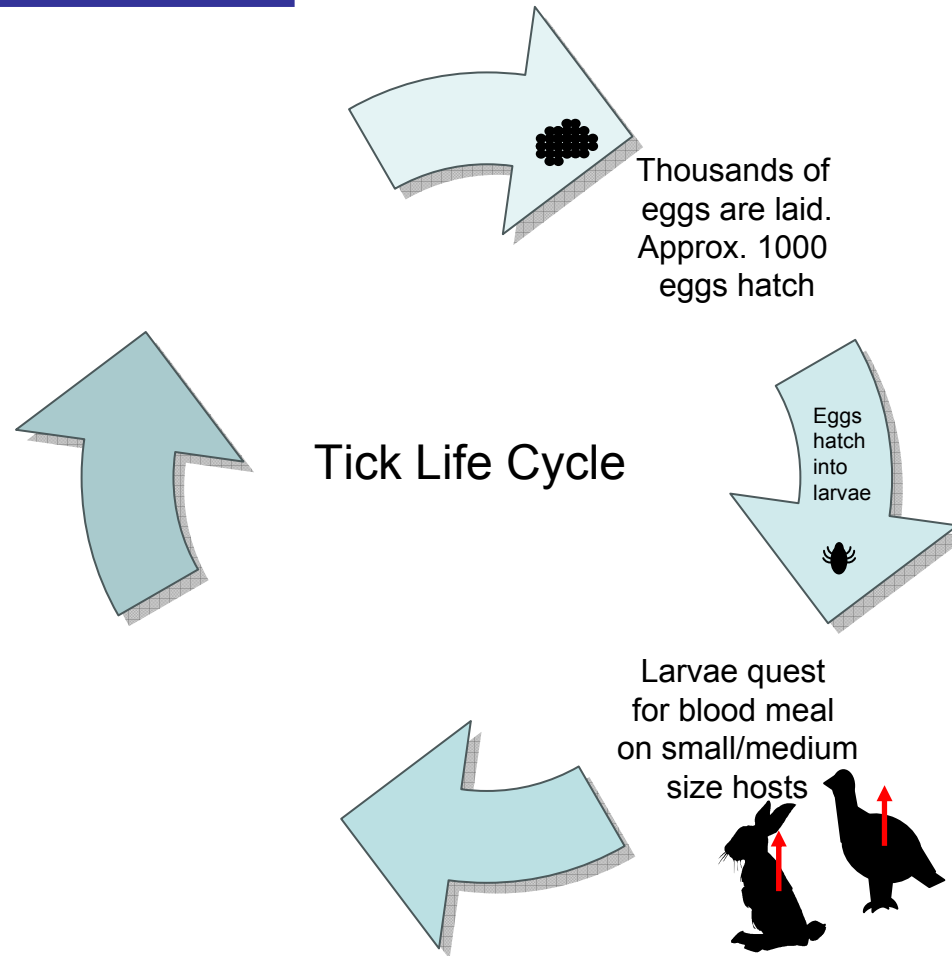 Thousands of
eggs are laid.
Approx. 1000
eggs hatch
Tick Life Cycle
Eggs
hatch
into
larvae
Larvae quest
for blood meal
on small/medium
size hosts